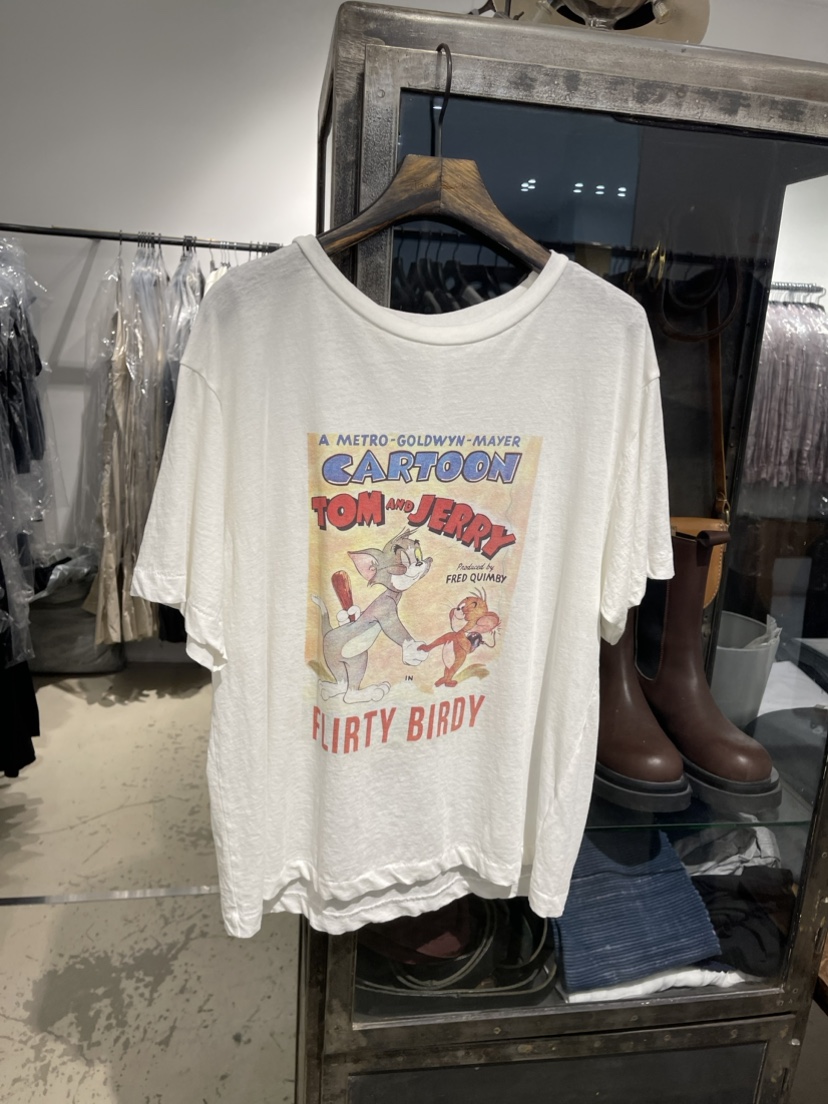 A METRO-GOLDWYN-MAYER
CARTOON
TOM AND JERRY
Produced by
FRED QUIMBY
IN
FLIRTY BIRDY